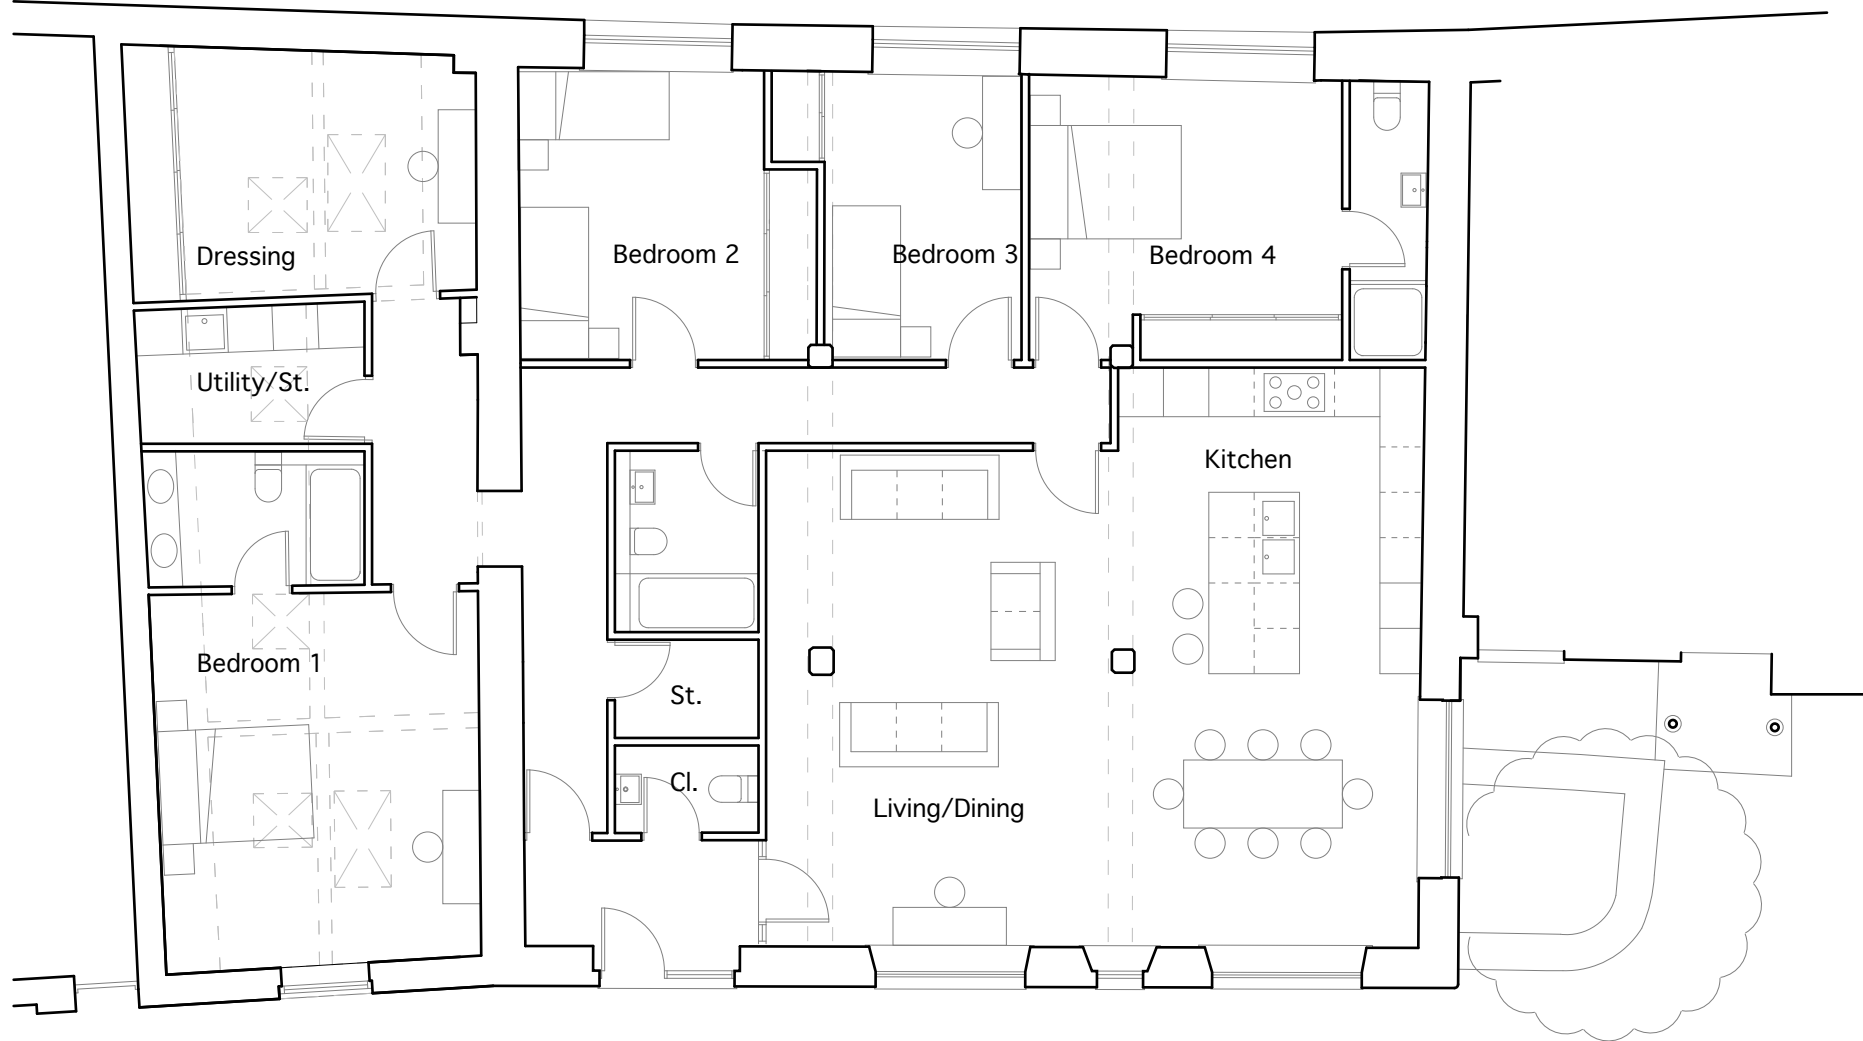 Dressing
Bedroom 2
Bedroom 3
Bedroom 4
Utility/St.
Kitchen
Bedroom 1
St.
Cl.
Living/Dining